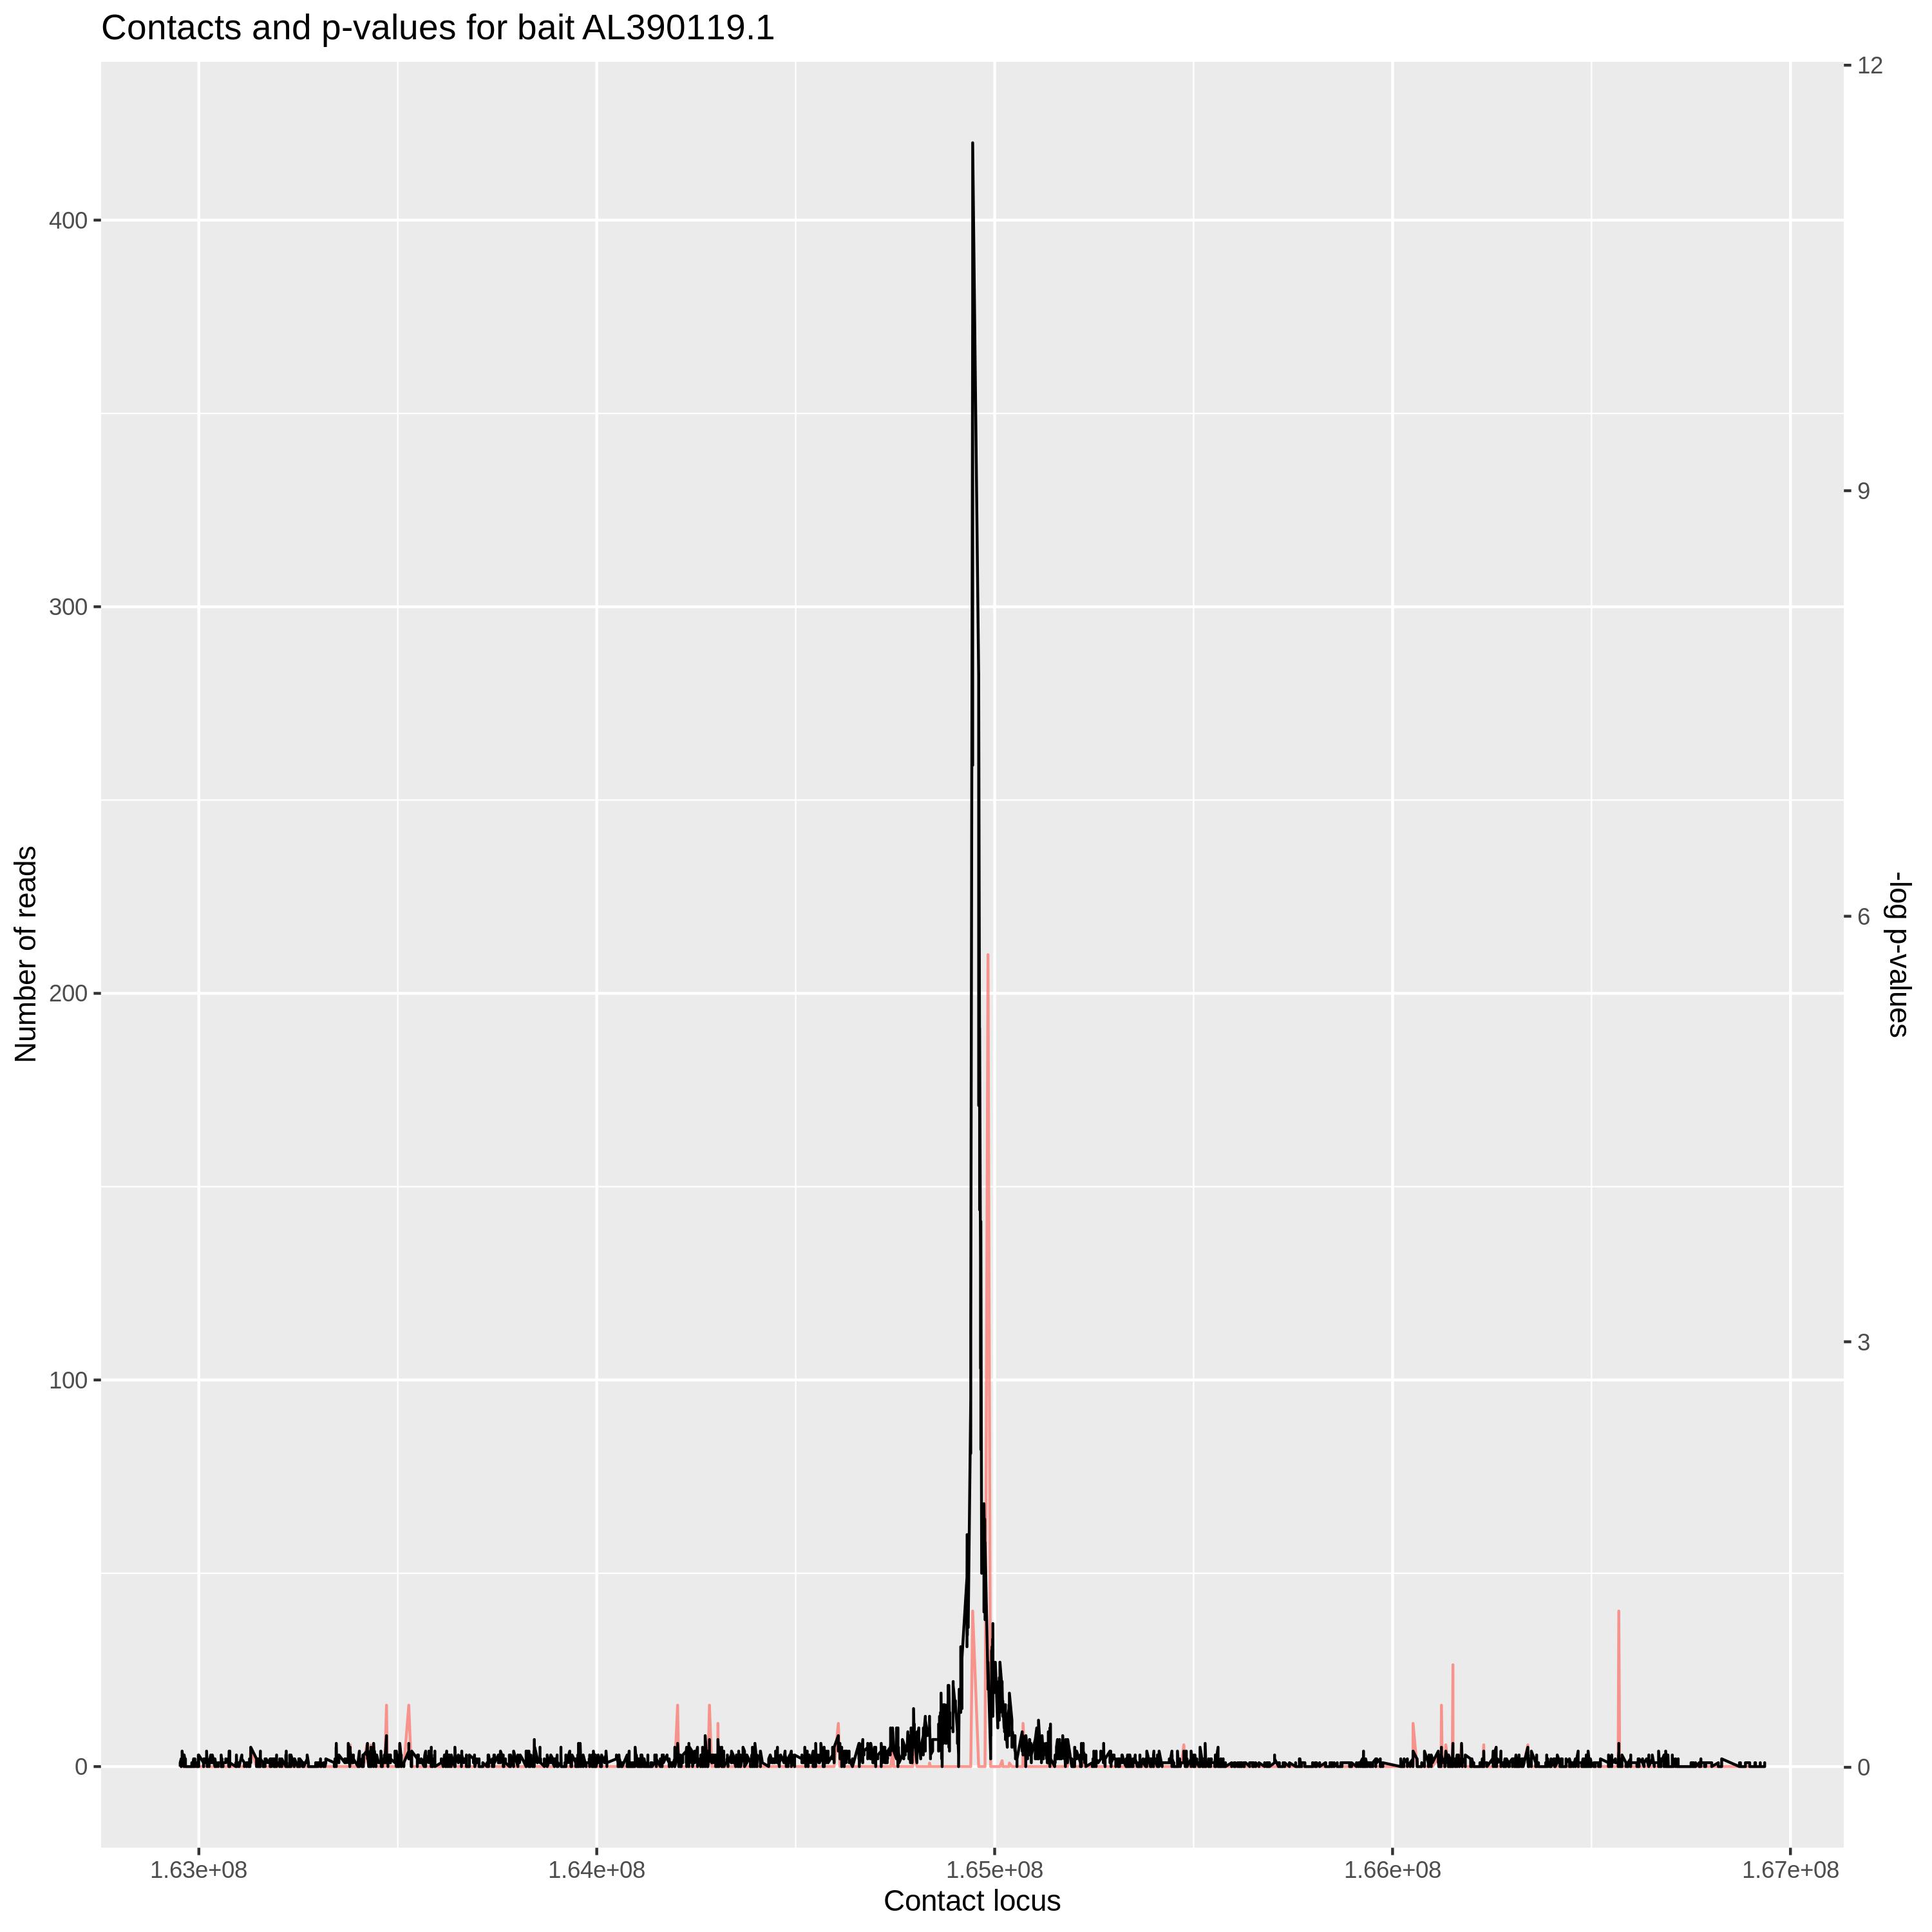 Contacts and p-values for bait AL390119.1
12
400
9
300
Number of reads
6
-log p-values
200
3
100
0
0
1.63e+08 1.64e+08 1.65e+08 1.66e+08 1.67e+08
Contact locus